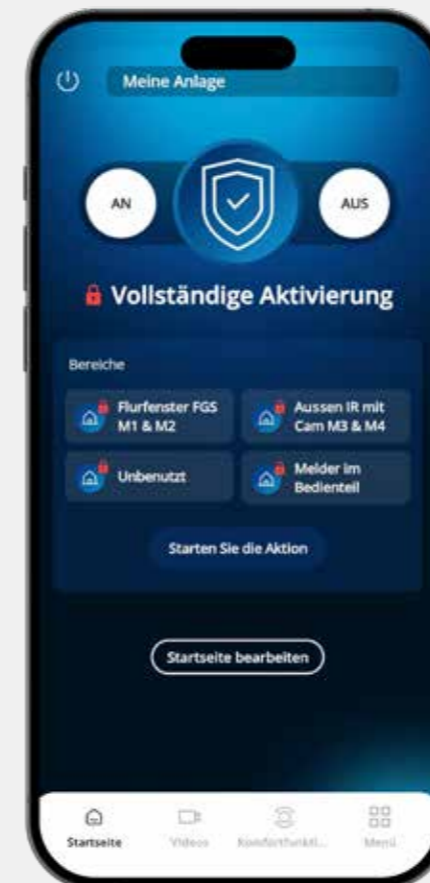 Meine Anlage
AN
AUS
Vollständige Aktivierung
Bereiche
Flurfenster FGS
M1 & M2
Aussen IR mit
Cam M3 & M4
Unbenutzt
Melder im
Bedienteil
Starten Sie die Aktion
Startseite bearbeiten
Startseite
Videos
Komfortfunkti...
Menü